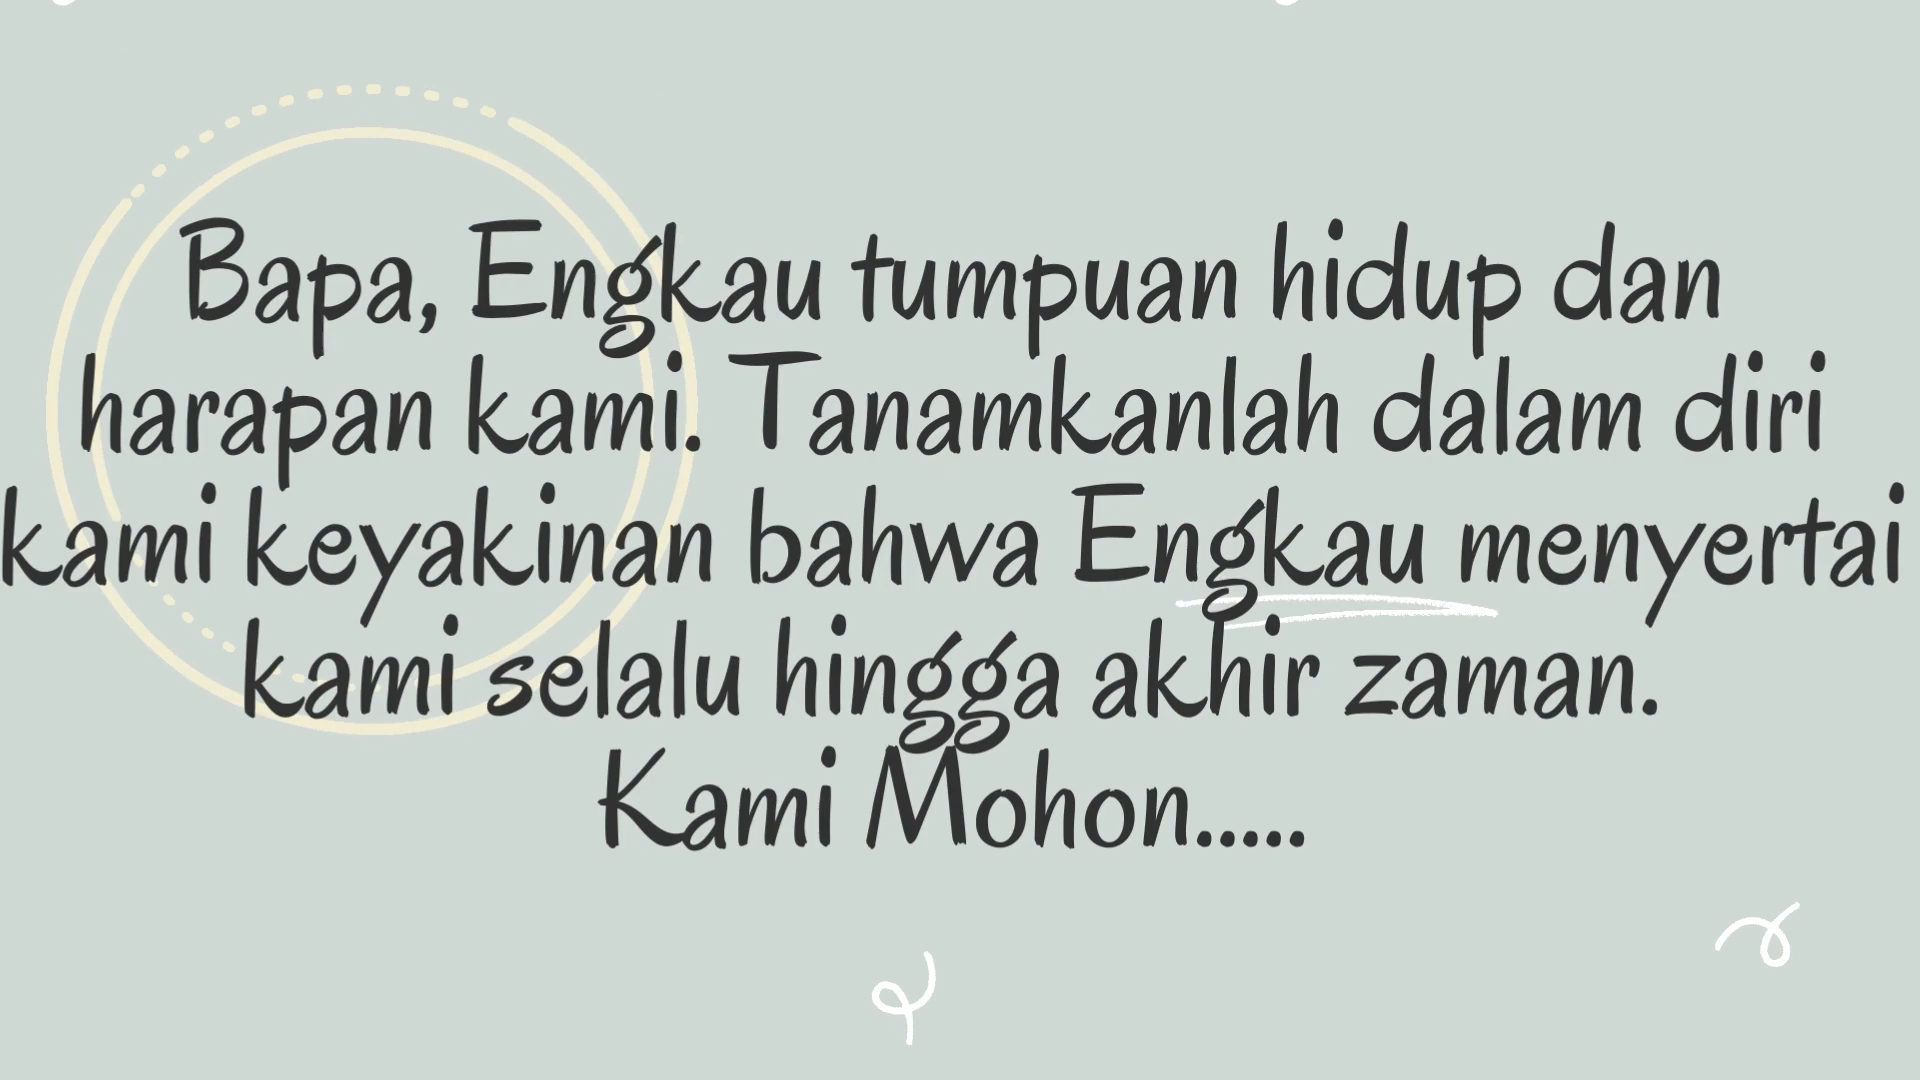 Bapa, Engkau tumpuan hidup dan
harapan kami. Tanamkanlah dalam diri
kami keyakinan bahwa Engkau menyertai
kami selalu hingga akhir zaman.
Kami Mohon.....